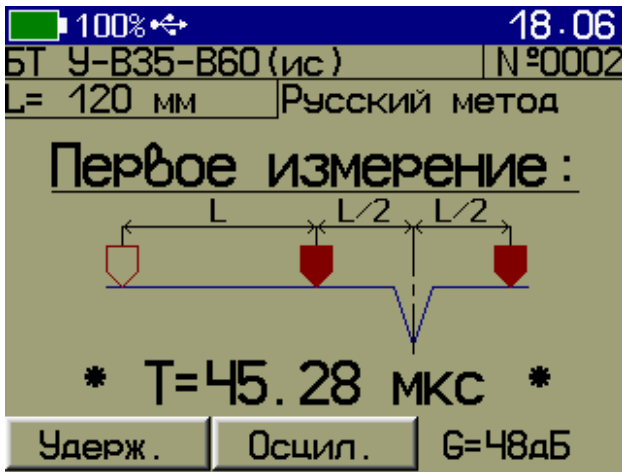 100% 18.06
БТ У-В35-В60(ис) №0002
L= 120 мм Русский метод
Первое измерение:
L L/2 L/2
* T=45.28 мкс *
Удерж. Осцил. G=48дБ